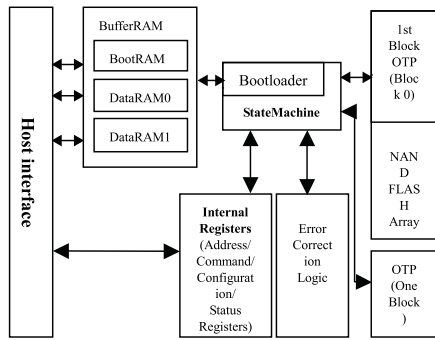 Host interface
BufferRAM
BootRAM
DataRAM0
DataRAM1
Bootloader
StateMachine
1st
Block
OTP
(Bloc
k 0)
NAN
D
FLAS
H
Array
Internal
Registers
(Address/
Command/
Configurat
ion/
Status
Registers)
Error
Correct
ion
Logic
OTP
(One
Block
)